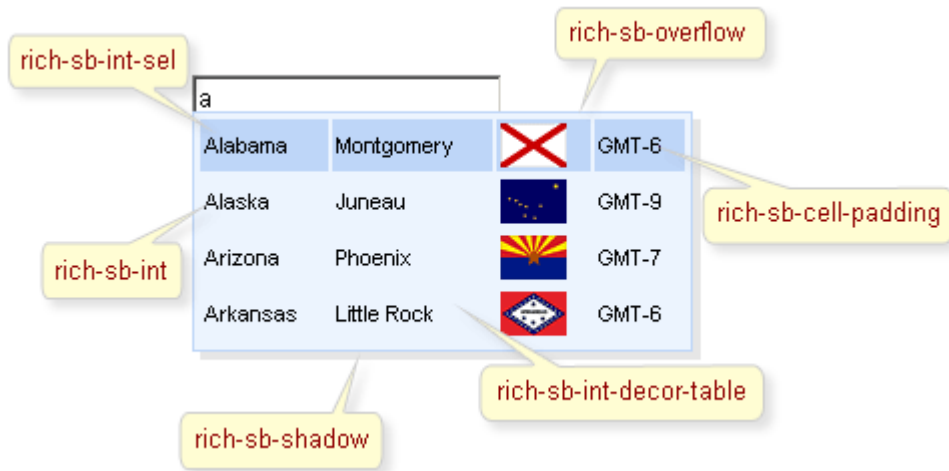 rich-sb-overflow
rich-sb-int-sel
a
Alabama Montgomery GMT-6
Alaska Juneau GMT-9
rich-sb-cell-padding
Arizona Phoenix GMT-7
rich-sb-int
Arkansas Little Rock GMT-6
rich-sb-int-decor-table
rich-sb-shadow